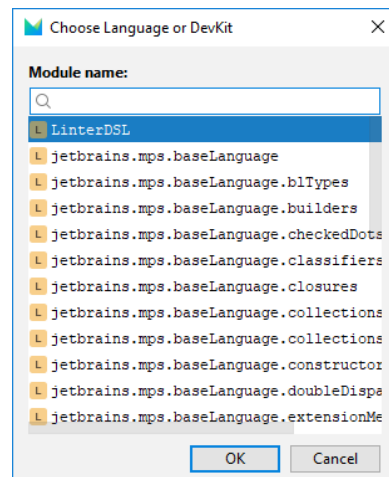 Choose Language or DevKit
Module name:
L LinterDSL
L jetbrains.mps.baseLanguage
L jetbrains.mps.baseLanguage.blTypes
L jetbrains.mps.baseLanguage.builders
L jetbrains.mps.baseLanguage.checkedDots
L jetbrains.mps.baseLanguage.classifiers
L jetbrains.mps.baseLanguage.closures
L jetbrains.mps.baseLanguage.collections
L jetbrains.mps.baseLanguage.collections
L jetbrains.mps.baseLanguage.constructor
L jetbrains.mps.baseLanguage.doubleDispa
L jetbrains.mps.baseLanguage.extensionMe
OK Cancel